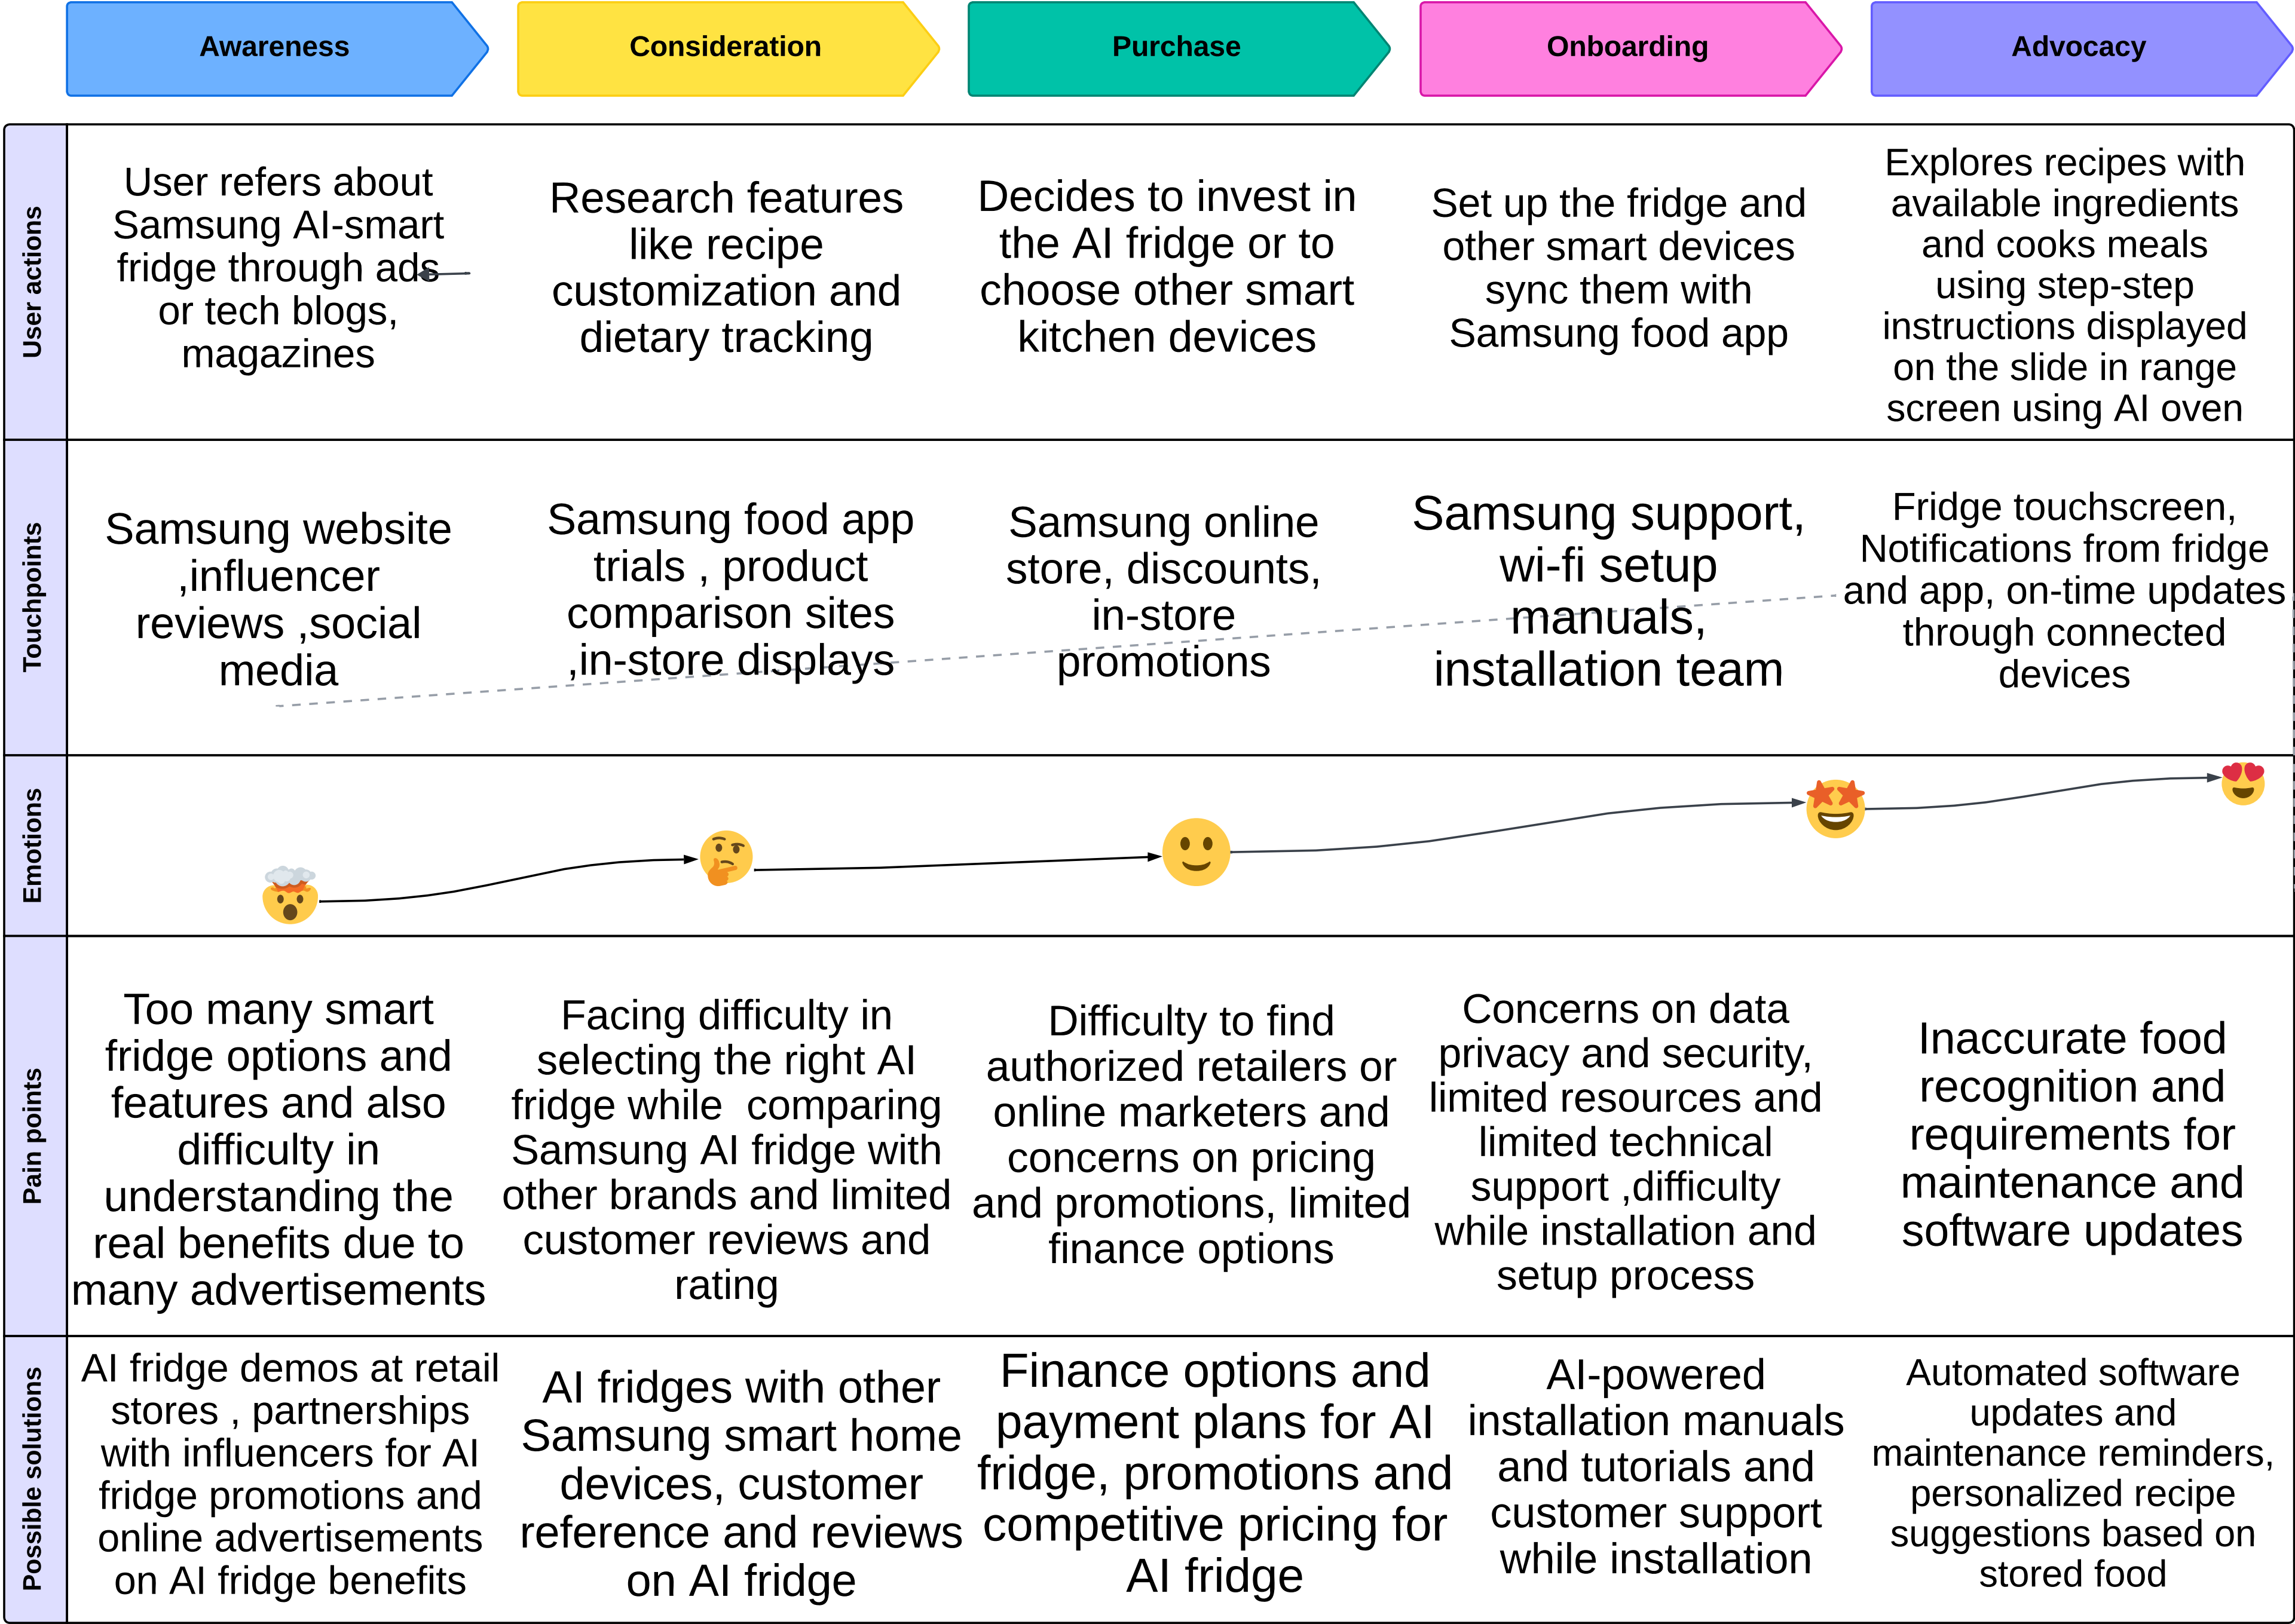 Awareness
Consideration
Purchase
Onboarding
Advocacy
User actions
User refers about
Samsung AI-smart
fridge through ads
or tech blogs,
magazines
Research features
like recipe
customization and
dietary tracking
Decides to invest in
the AI fridge or to
choose other smart
kitchen devices
Set up the fridge and
other smart devices
sync them with
Samsung food app
Explores recipes with
available ingredients
and cooks meals
using step-step
instructions displayed
on the slide in range
screen using AI oven
Touchpoints
Samsung website
,influencer
reviews ,social
media
Samsung food app
trials , product
comparison sites
,in-store displays
Samsung online
store, discounts,
in-store
promotions
Samsung support,
wi-fi setup
manuals,
installation team
Fridge touchscreen,
Notifications from fridge
and app, on-time updates
through connected
devices
Emotions
Pain points
Too many smart
fridge options and
features and also
difficulty in
understanding the
real benefits due to
many advertisements
Facing difficulty in
selecting the right AI
fridge while  comparing
Samsung AI fridge with
other brands and limited
customer reviews and
rating
Difficulty to find
authorized retailers or
online marketers and
concerns on pricing
and promotions, limited
finance options
Concerns on data
privacy and security,
limited resources and
limited technical
support ,difficulty
while installation and
setup process
Inaccurate food
recognition and
requirements for
maintenance and
software updates
Possible solutions
AI fridge demos at retail
stores , partnerships
with influencers for AI
fridge promotions and
online advertisements
on AI fridge benefits
AI fridges with other
Samsung smart home
devices, customer
reference and reviews
on AI fridge
Finance options and
payment plans for AI
fridge, promotions and
competitive pricing for
AI fridge
AI-powered
installation manuals
and tutorials and
customer support
while installation
Automated software
updates and
maintenance reminders,
personalized recipe
suggestions based on
stored food